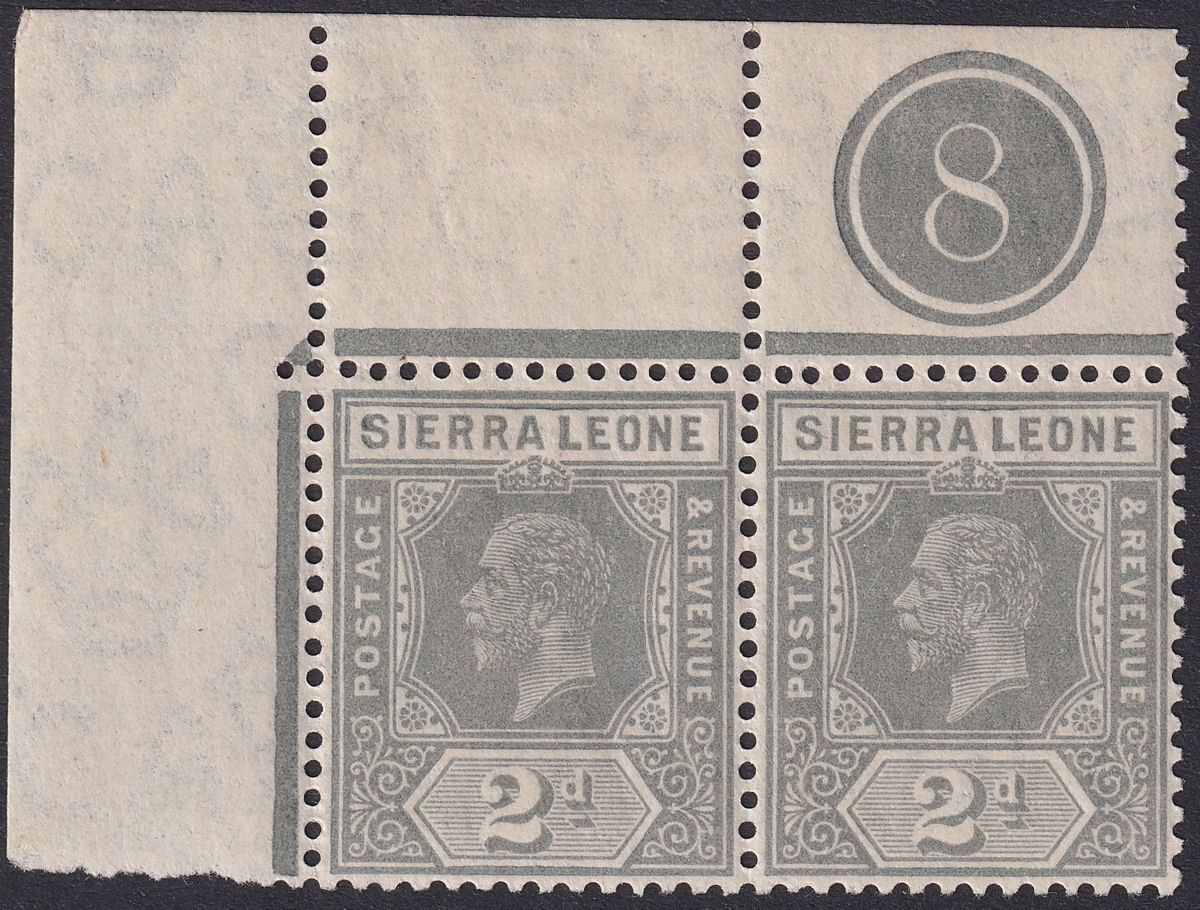 8
SIERRA LEONE
POSTAGE
& REVENUE
2d
SIERRA LEONE
POSTAGE
& REVENUE
2d